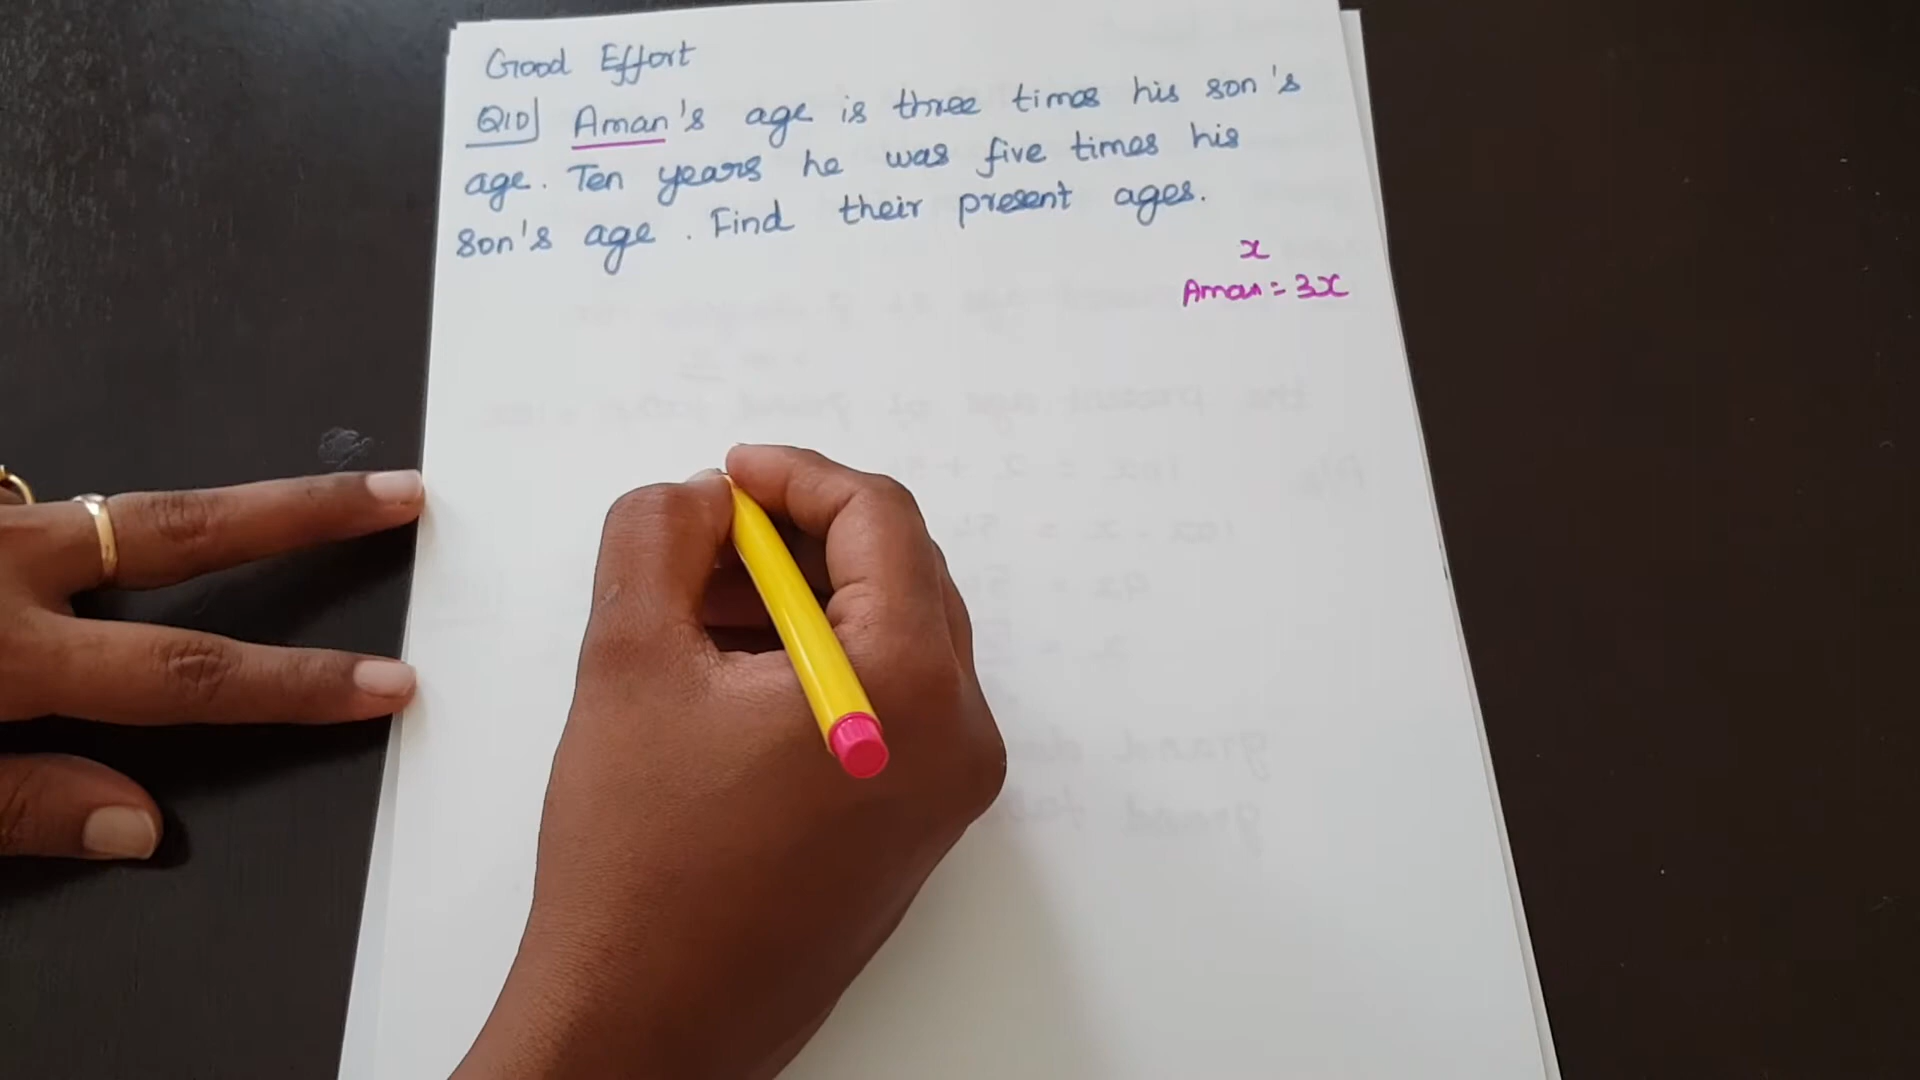 Good Effort
Q10] Aman's age is three times his son's
age. Ten years he was five times his
son's age. Find their present ages.
x
Aman = 3x